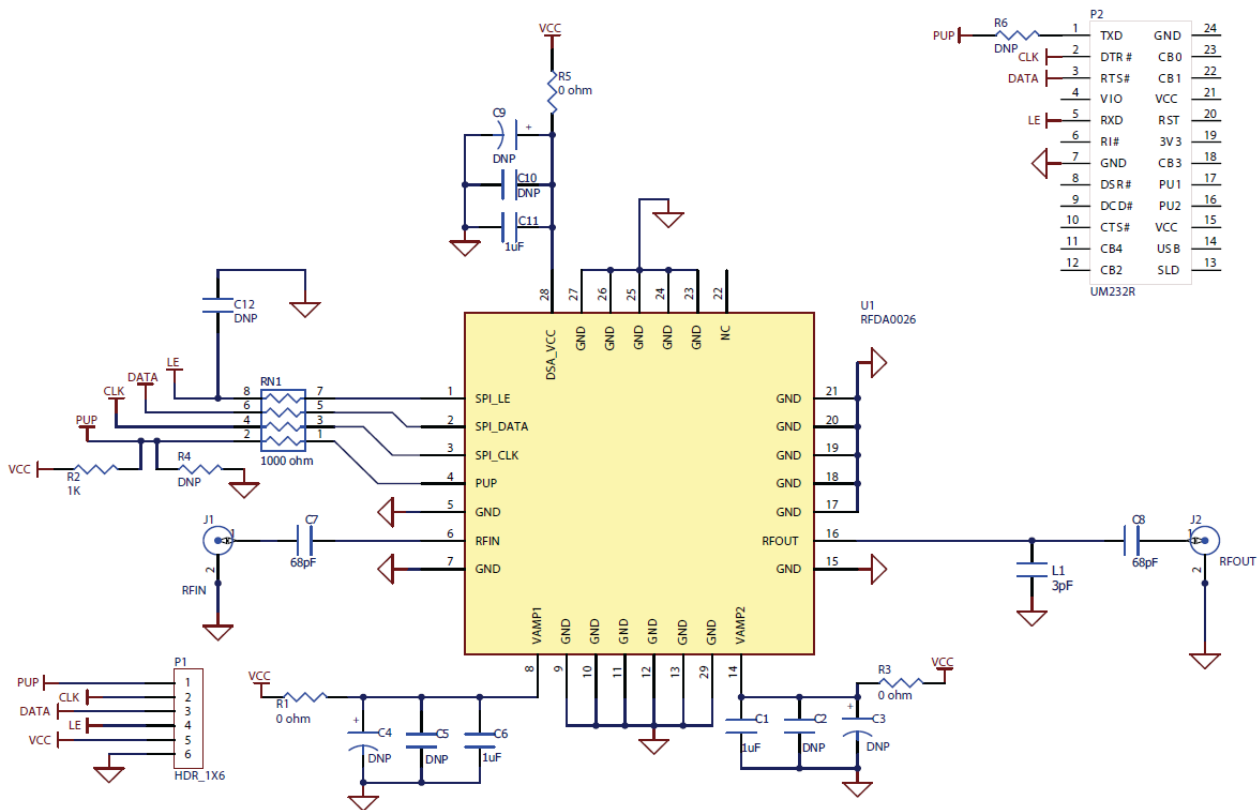 VCC
R5
0 ohm
C9
+
DNP
C10
DNP
C11
1uF
P2
R6
PUP
DNP
CLK
DATA
LE
1 TXD GND 24
2 DTR# CB0 23
3 RTS# CB1 22
4 VIO VCC 21
5 RXD RST 20
6 RI# 3V3 19
7 GND CB3 18
8 DSR# PU1 17
9 DCD# PU2 16
10 CTS# VCC 15
11 CB4 USB 14
12 CB2 SLD 13
UM232R
28 27 26 25 24 23 22
DSA_VCC GND GND GND GND GND NC
U1
RFDA0026
C12
DNP
LE
DATA
CLK
PUP
RN1
8 7
6 5
4 3
2 1
1000 ohm
VCC
R2
1K
R4
DNP
1 SPI_LE
2 SPI_DATA
3 SPI_CLK
4 PUP
5 GND
6 RFIN
7 GND
GND 21
GND 20
GND 19
GND 18
GND 17
RFOUT 16
GND 15
J1
1
2
RFIN
C7
68pF
C8
68pF
J2
1
2
RFOUT
L1
3pF
VAMP1 GND GND GND GND GND GND VAMP2
8 9 10 11 12 13 29 14
P1
PUP 1
CLK 2
DATA 3
LE 4
VCC 5
6
HDR_1X6
VCC
R1
0 ohm
+
C4
DNP
C5
DNP
C6
1uF
R3
0 ohm
VCC
C1
1uF
C2
DNP
+
C3
DNP